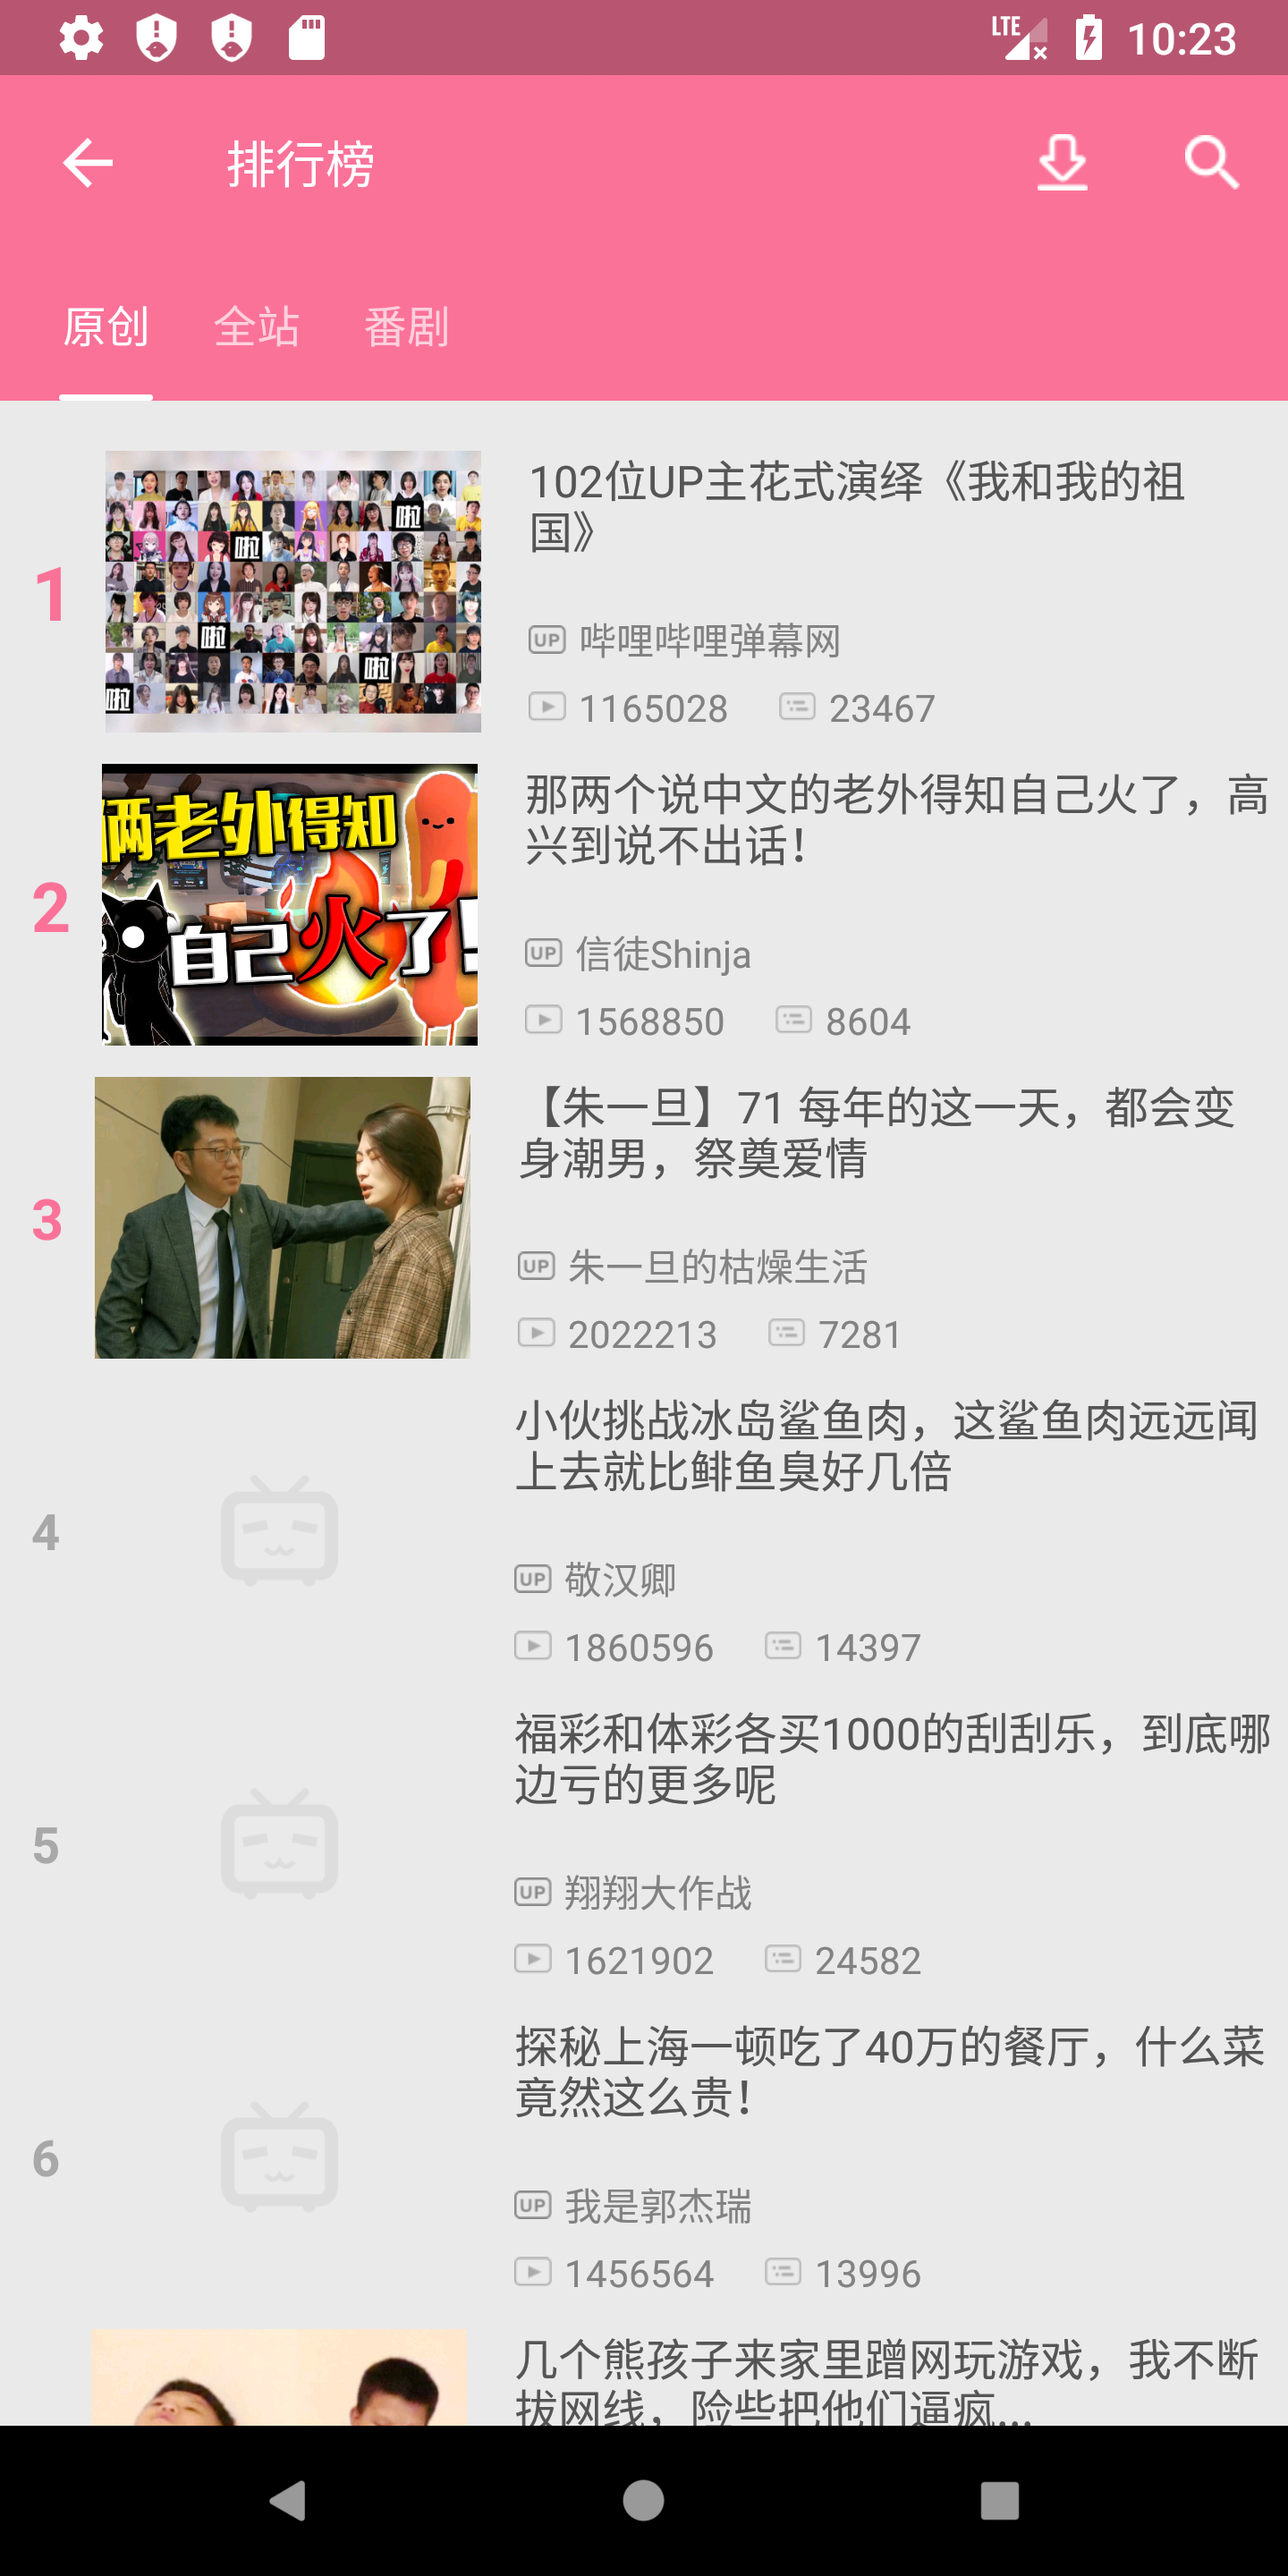 LTE 10:23
排行榜
原创 全站 番剧
1
102位UP主花式演绎《我和我的祖
国》
UP 哔哩哔哩弹幕网
1165028 23467
啦
啦
啦
啦
啦
2
俩老外得知
自己火了!
那两个说中文的老外得知自己火了，高
兴到说不出话！
UP 信徒Shinja
1568850 8604
3
【朱一旦】71 每年的这一天，都会变
身潮男，祭奠爱情
UP 朱一旦的枯燥生活
2022213 7281
4
小伙挑战冰岛鲨鱼肉，这鲨鱼肉远远闻
上去就比鲱鱼臭好几倍
UP 敬汉卿
1860596 14397
5
福彩和体彩各买1000的刮刮乐，到底哪
边亏的更多呢
UP 翔翔大作战
1621902 24582
6
探秘上海一顿吃了40万的餐厅，什么菜
竟然这么贵！
UP 我是郭杰瑞
1456564 13996
几个熊孩子来家里蹭网玩游戏，我不断
拔网线，险些把他们逼疯...